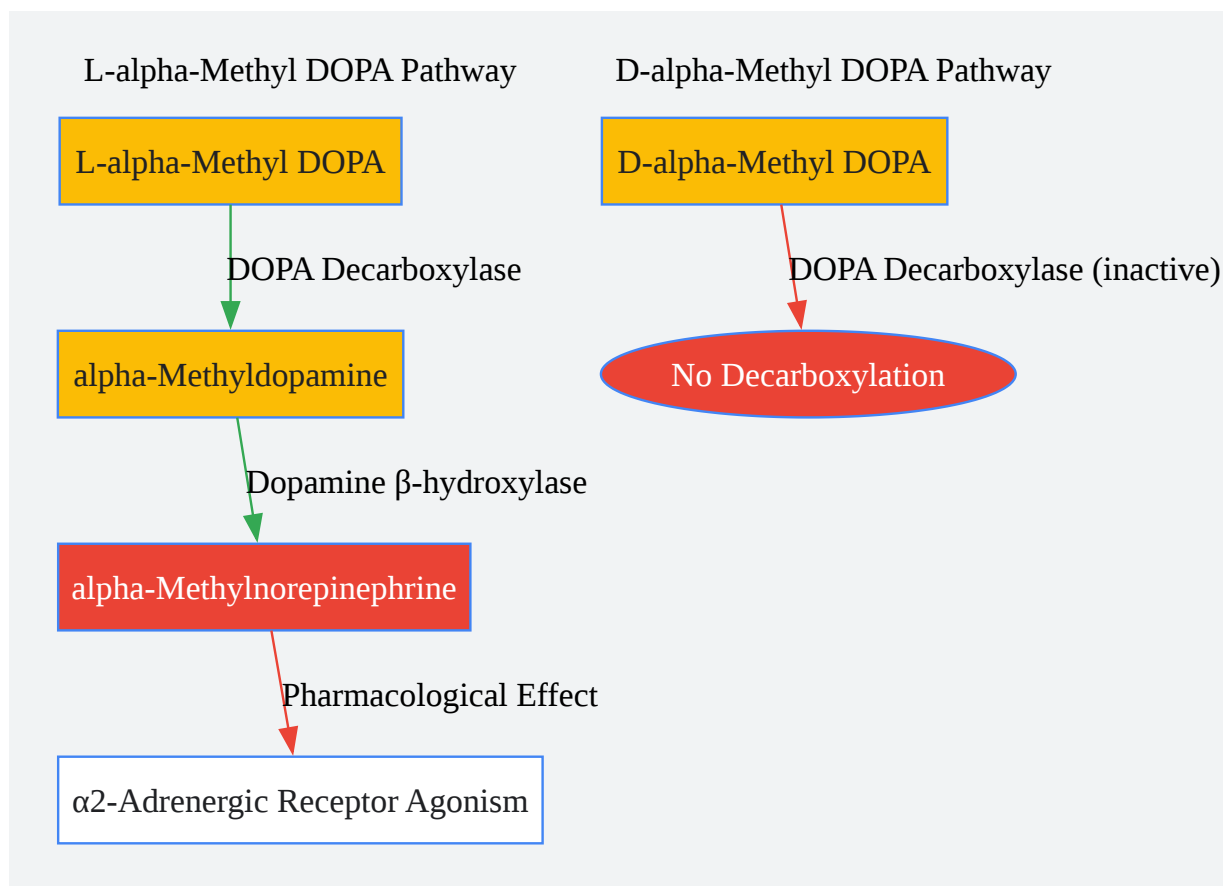 L-alpha-Methyl DOPA Pathway
L-alpha-Methyl DOPA
DOPA Decarboxylase
alpha-Methyldopamine
Dopamine β-hydroxylase
alpha-Methylnorepinephrine
Pharmacological Effect
α2-Adrenergic Receptor Agonism
D-alpha-Methyl DOPA Pathway
D-alpha-Methyl DOPA
DOPA Decarboxylase (inactive)
No Decarboxylation